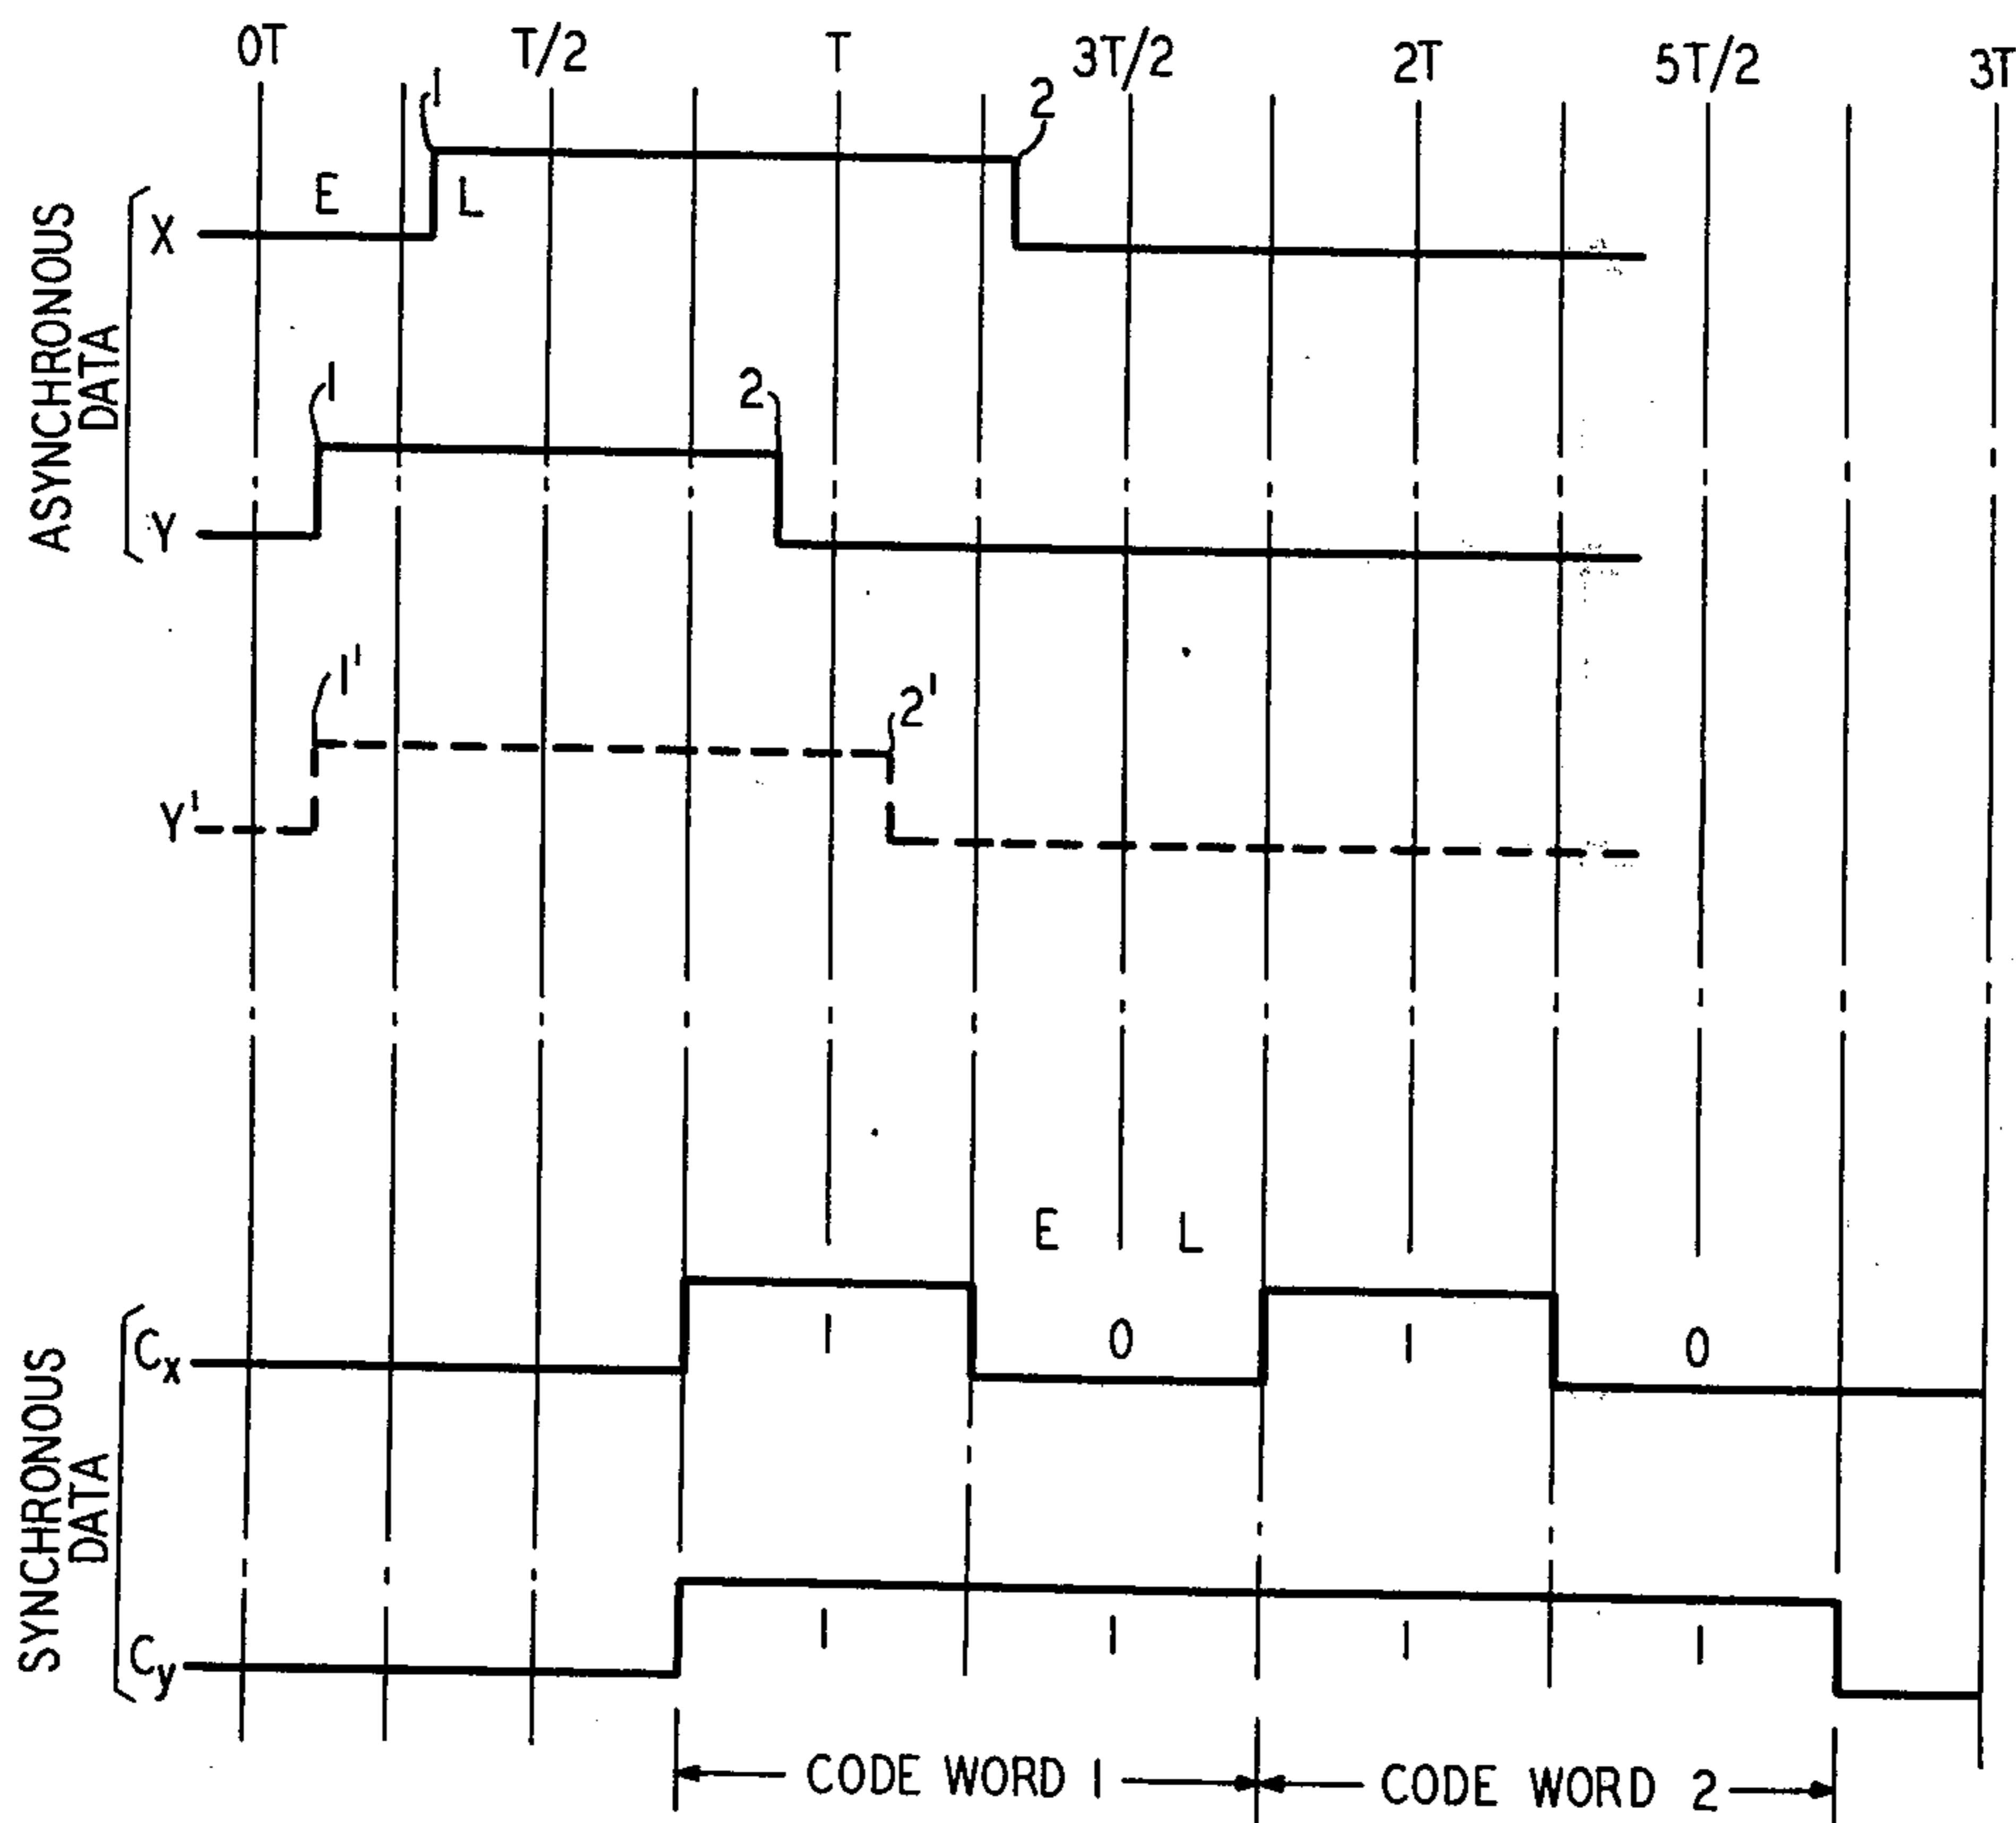 0T T/2 T 3T/2 2T 5T/2 3T
1 2
E L
X
ASYNCHRONOUS
DATA
1 2
Y
1' 2'
Y'
E L
Cx 1 0 1 0
SYNCHRONOUS
DATA
Cy 1 1 1 1
CODE WORD 1 CODE WORD 2